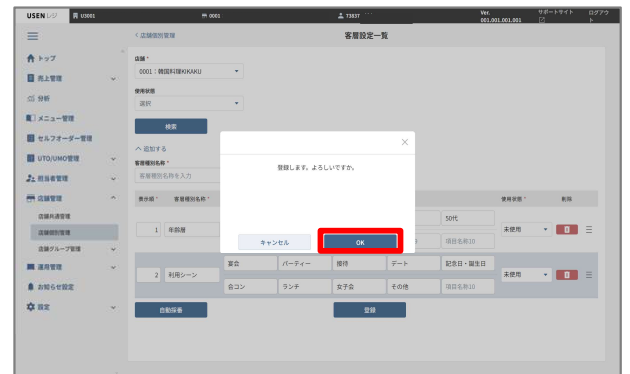 USENレジ U3001 0001 73837 Ver. 001.001.001.001 サポートサイト ログアウト
< 店舗個別管理 客層設定一覧
トップ
売上管理
分析
メニュー管理
セルフオーダー管理
UTO/UMO管理
担当者管理
店舗管理
店舗共通管理
店舗個別管理
店舗グループ管理
運用管理
お知らせ設定
設定
店舗 *
0001：韓国料理KIKAKU
使用状態
選択
検索
追加する
客層種別名称 *
客層種別名称を入力
登録します。よろしいですか。
キャンセル OK
表示順 * 客層種別名称 * 使用状態 * 削除
50代
1 年齢層 未使用
項目名称10
宴会 パーティー 接待 デート 記念日・誕生日
2 利用シーン 未使用
合コン ランチ 女子会 その他 項目名称10
自動採番 登録